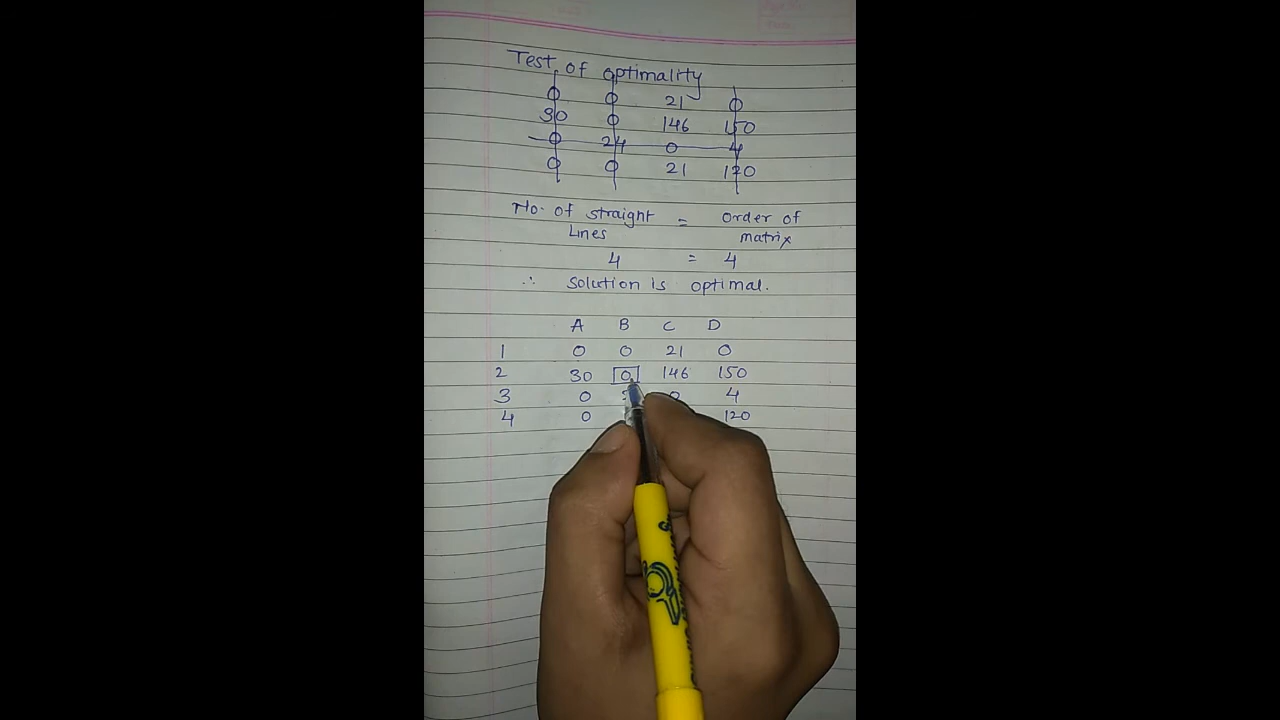 Test of optimality
0 0 21 0
30 0 146 150
0 24 0 4
0 0 21 120
No. of straight Lines = order of matrix
4 = 4
∴ solution is optimal.
A B C D
1 0 0 21 0
2 30 0 146 150
3 0 0 4
4 0 120